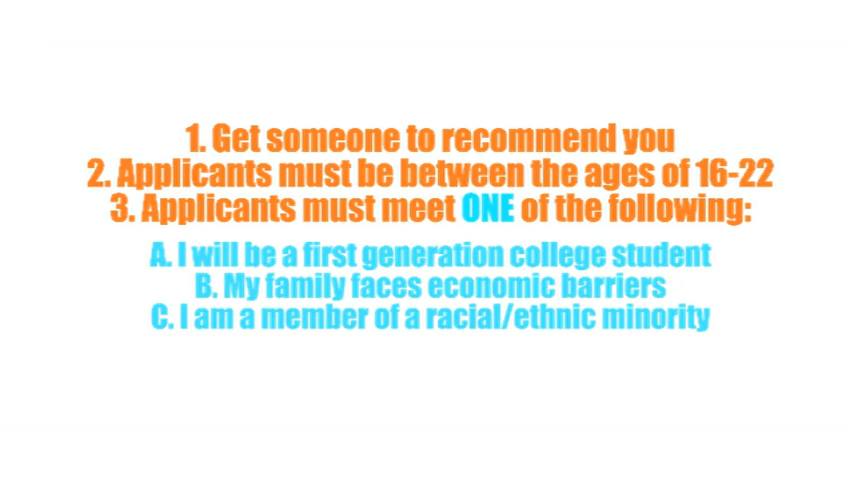 1. Get someone to recommend you
2. Applicants must be between the ages of 16-22
3. Applicants must meet ONE of the following:
A. I will be a first generation college student
B. My family faces economic barriers
C. I am a member of a racial/ethnic minority